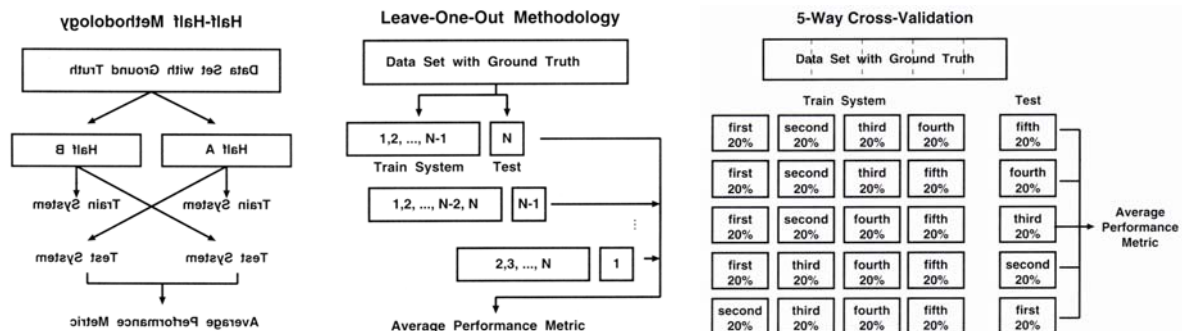 Half-Half Methodology
Data Set with Ground Truth
Half B
Half A
Train System
Train System
Test System
Test System
Average Performance Metric
Leave-One-Out Methodology
Data Set with Ground Truth
1,2, ..., N-1
N
Train System
Test
1,2, ..., N-2, N
N-1
2,3, ..., N
1
Average Performance Metric
5-Way Cross-Validation
Data Set with Ground Truth
Train System
Test
first
20%
second
20%
third
20%
fourth
20%
fifth
20%
first
20%
second
20%
third
20%
fifth
20%
fourth
20%
first
20%
second
20%
fourth
20%
fifth
20%
third
20%
first
20%
third
20%
fourth
20%
fifth
20%
second
20%
second
20%
third
20%
fourth
20%
fifth
20%
first
20%
Average
Performance
Metric